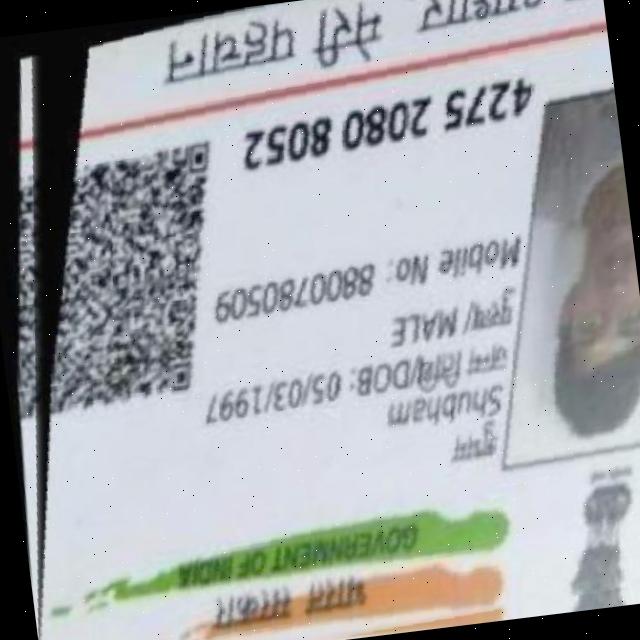 भारत सरकार
GOVERNMENT OF INDIA
शुभम
Shubham
जन्म तिथि/DOB: 05/03/1997
पुरुष/ MALE
Mobile No: 8800780509
4275 2080 8052
आधार मेरी पहचान